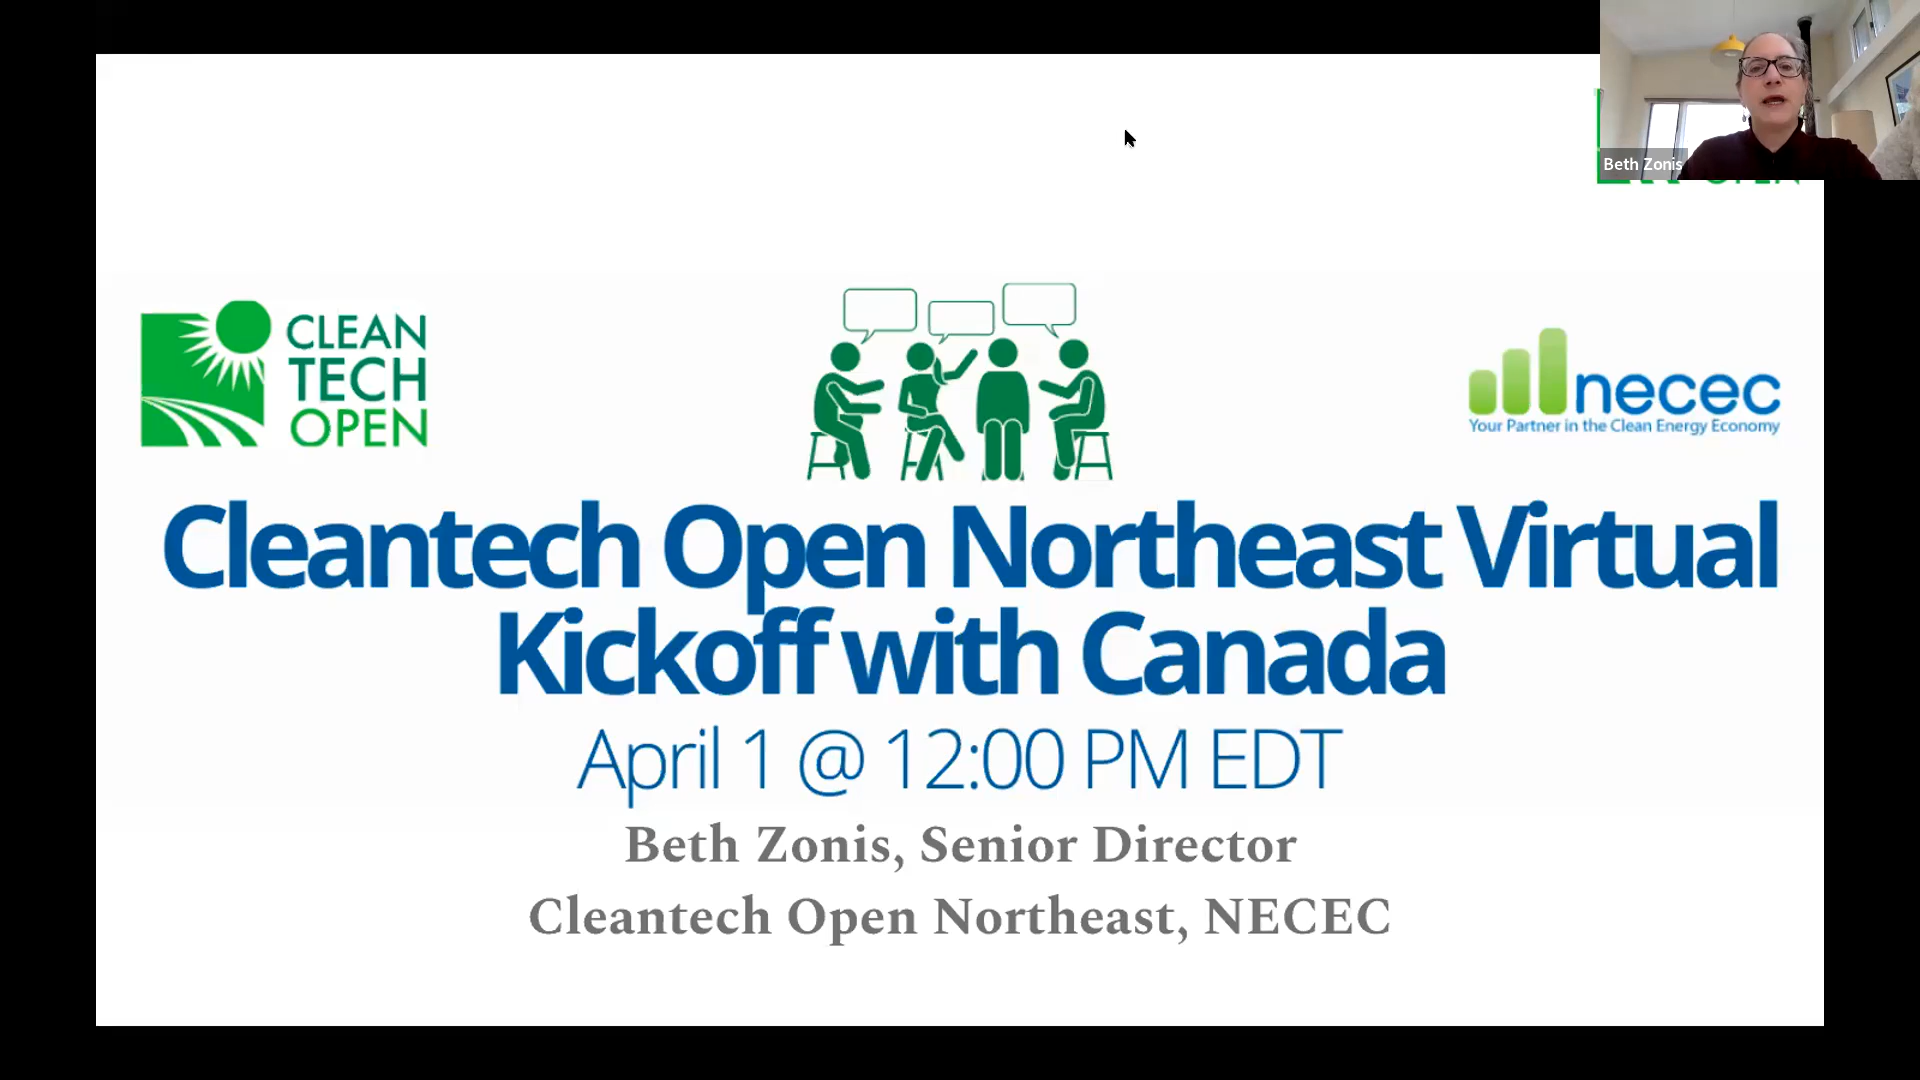 Beth Zonis
CLEAN
TECH
OPEN
necec
Your Partner in the Clean Energy Economy
Cleantech Open Northeast Virtual
Kickoff with Canada
April 1 @ 12:00 PM EDT
Beth Zonis, Senior Director
Cleantech Open Northeast, NECEC